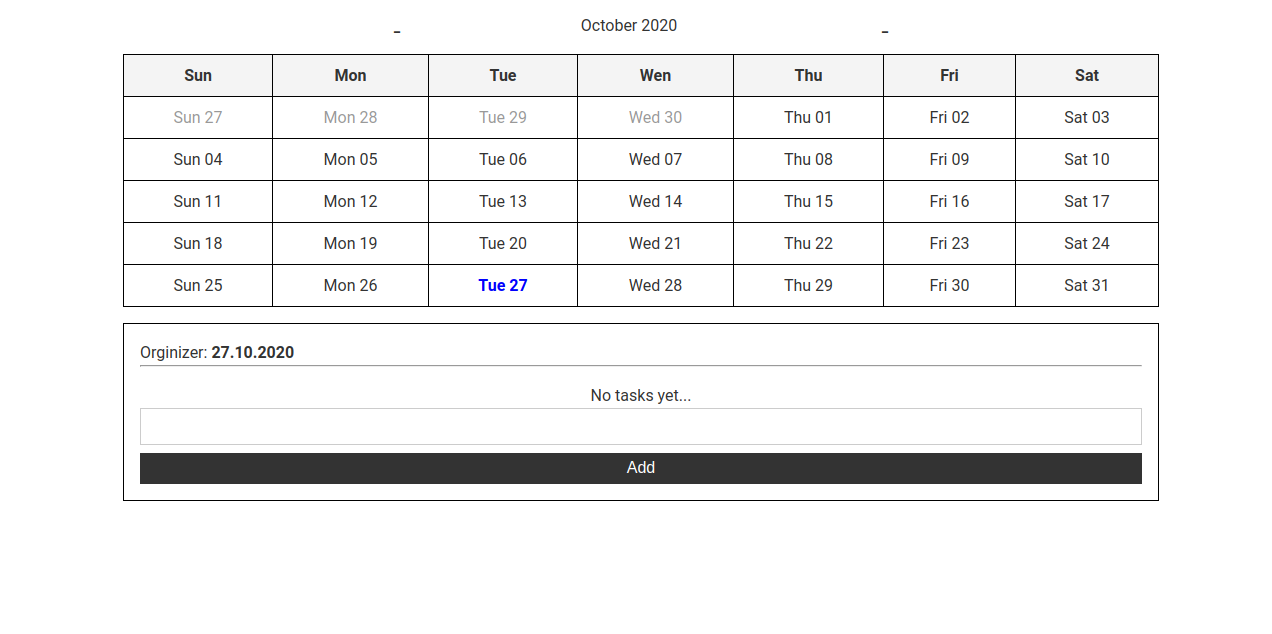 October 2020
Sun Mon Tue Wen Thu Fri Sat
Sun 27 Mon 28 Tue 29 Wed 30 Thu 01 Fri 02 Sat 03
Sun 04 Mon 05 Tue 06 Wed 07 Thu 08 Fri 09 Sat 10
Sun 11 Mon 12 Tue 13 Wed 14 Thu 15 Fri 16 Sat 17
Sun 18 Mon 19 Tue 20 Wed 21 Thu 22 Fri 23 Sat 24
Sun 25 Mon 26 Tue 27 Wed 28 Thu 29 Fri 30 Sat 31
Orginizer: 27.10.2020
No tasks yet...
Add